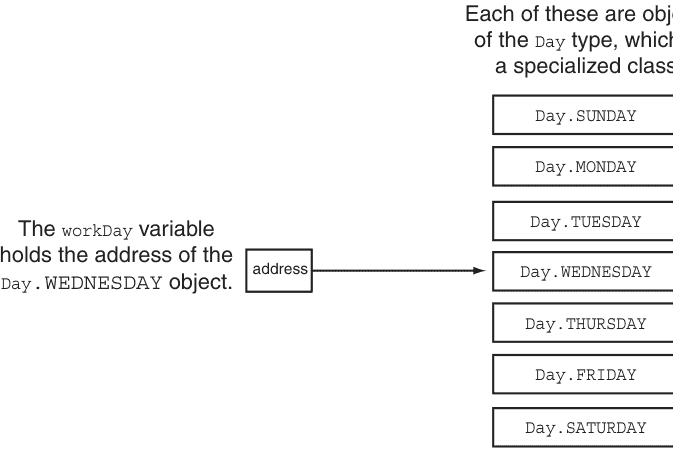 Each of these are obje
of the Day type, which
a specialized class
Day.SUNDAY
Day.MONDAY
Day.TUESDAY
The workDay variable
holds the address of the
Day.WEDNESDAY object.
address
Day.WEDNESDAY
Day.THURSDAY
Day.FRIDAY
Day.SATURDAY